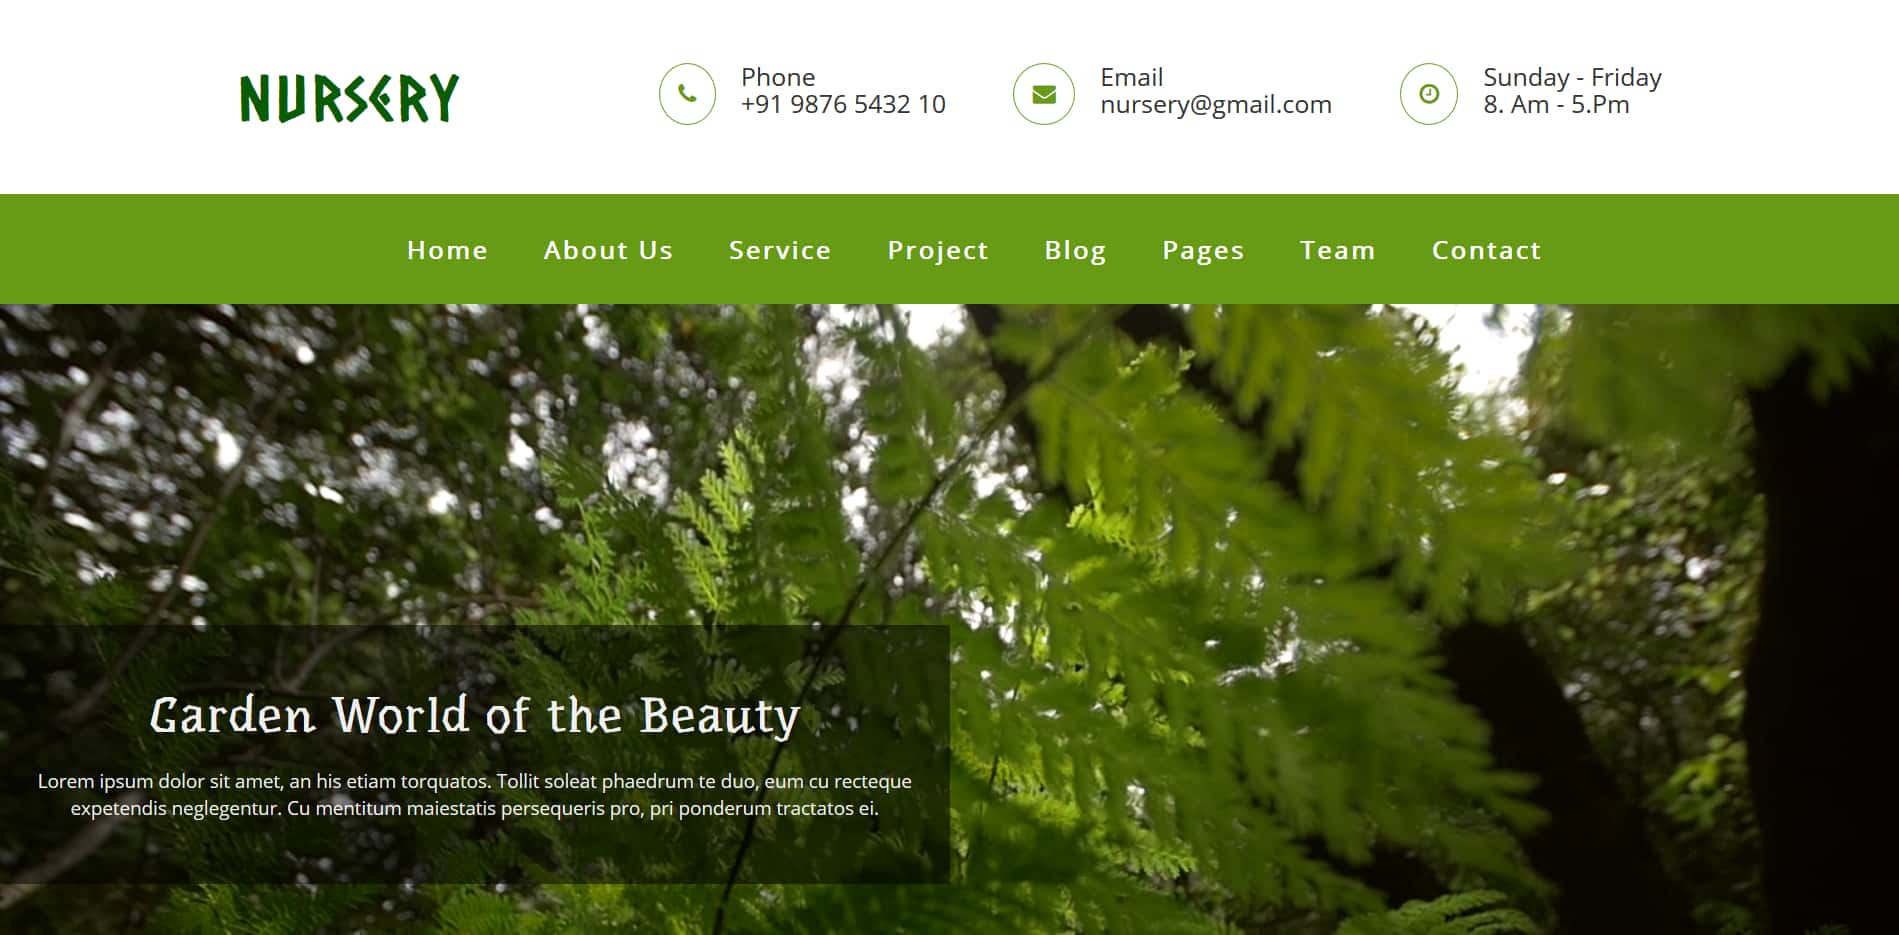 NURSERY
Phone
+91 9876 5432 10
Email
nursery@gmail.com
Sunday - Friday
8. Am - 5.Pm
Home About Us Service Project Blog Pages Team Contact
Garden World of the Beauty
Lorem ipsum dolor sit amet, an his etiam torquatos. Tollit soleat phaedrum te duo, eum cu recteque
expetendis neglegentur. Cu mentitum maiestatis persequeris pro, pri ponderum tractatos ei.